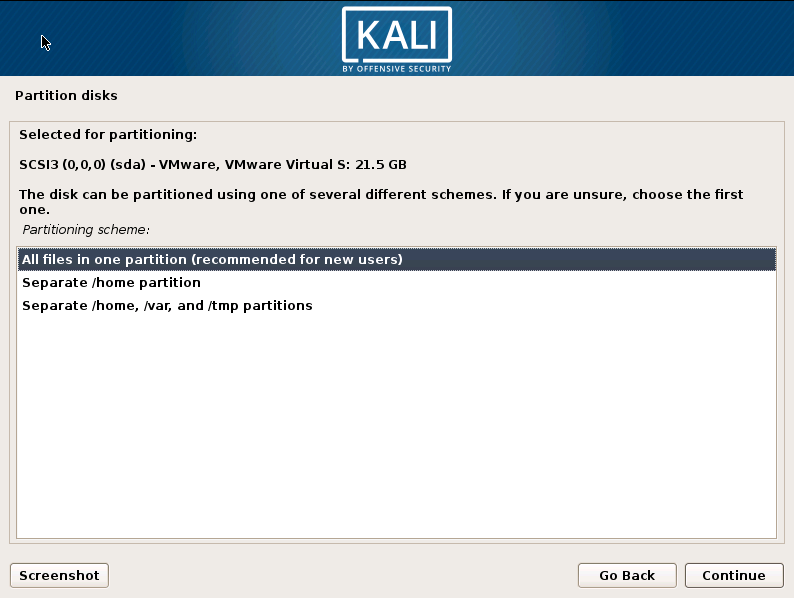 KALI
BY OFFENSIVE SECURITY
Partition disks
Selected for partitioning:
SCSI3 (0,0,0) (sda) - VMware, VMware Virtual S: 21.5 GB
The disk can be partitioned using one of several different schemes. If you are unsure, choose the first
one.
Partitioning scheme:
All files in one partition (recommended for new users)
Separate /home partition
Separate /home, /var, and /tmp partitions
Screenshot
Go Back
Continue